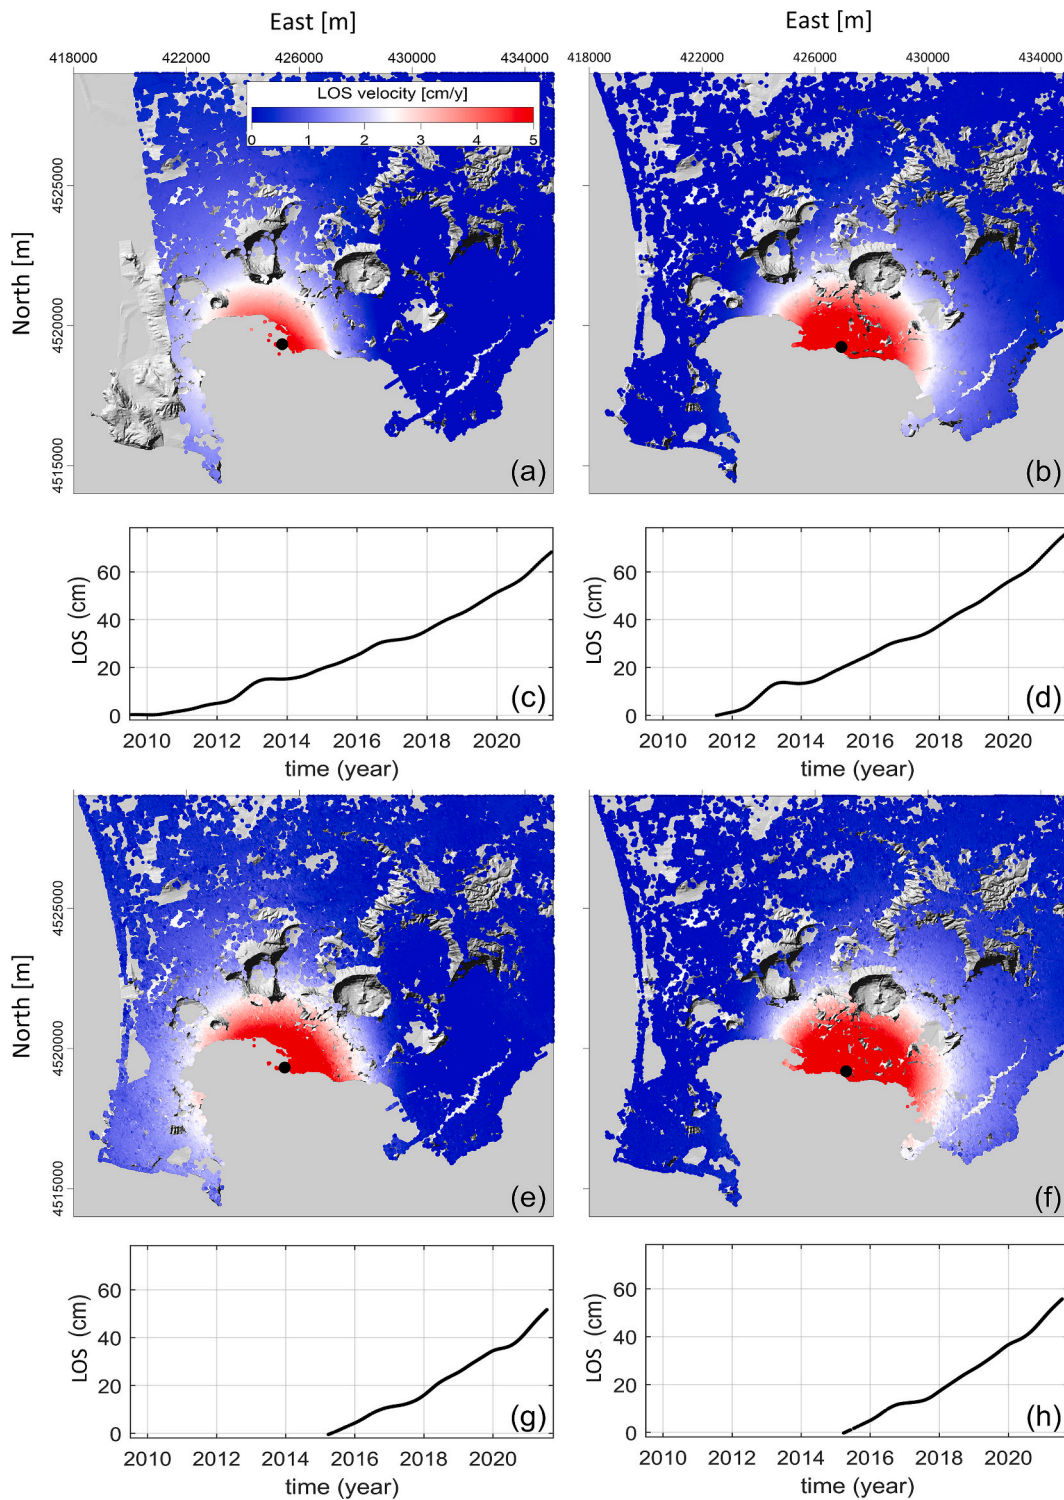 East [m]
East [m]
418000 422000 426000 430000 434000
418000 422000 426000 430000 43400
LOS velocity [cm/y]
0 1 2 3 4 5
North [m]
4525000
4520000
4515000
(a)
(b)
LOS (cm)
60
40
20
0
(c)
2010 2012 2014 2016 2018 2020
time (year)
LOS (cm)
60
40
20
0
(d)
2010 2012 2014 2016 2018 2020
time (year)
North [m]
4525000
4520000
4515000
(e)
(f)
LOS (cm)
60
40
20
0
(g)
2010 2012 2014 2016 2018 2020
time (year)
LOS (cm)
60
40
20
0
(h)
2010 2012 2014 2016 2018 2020
time (year)